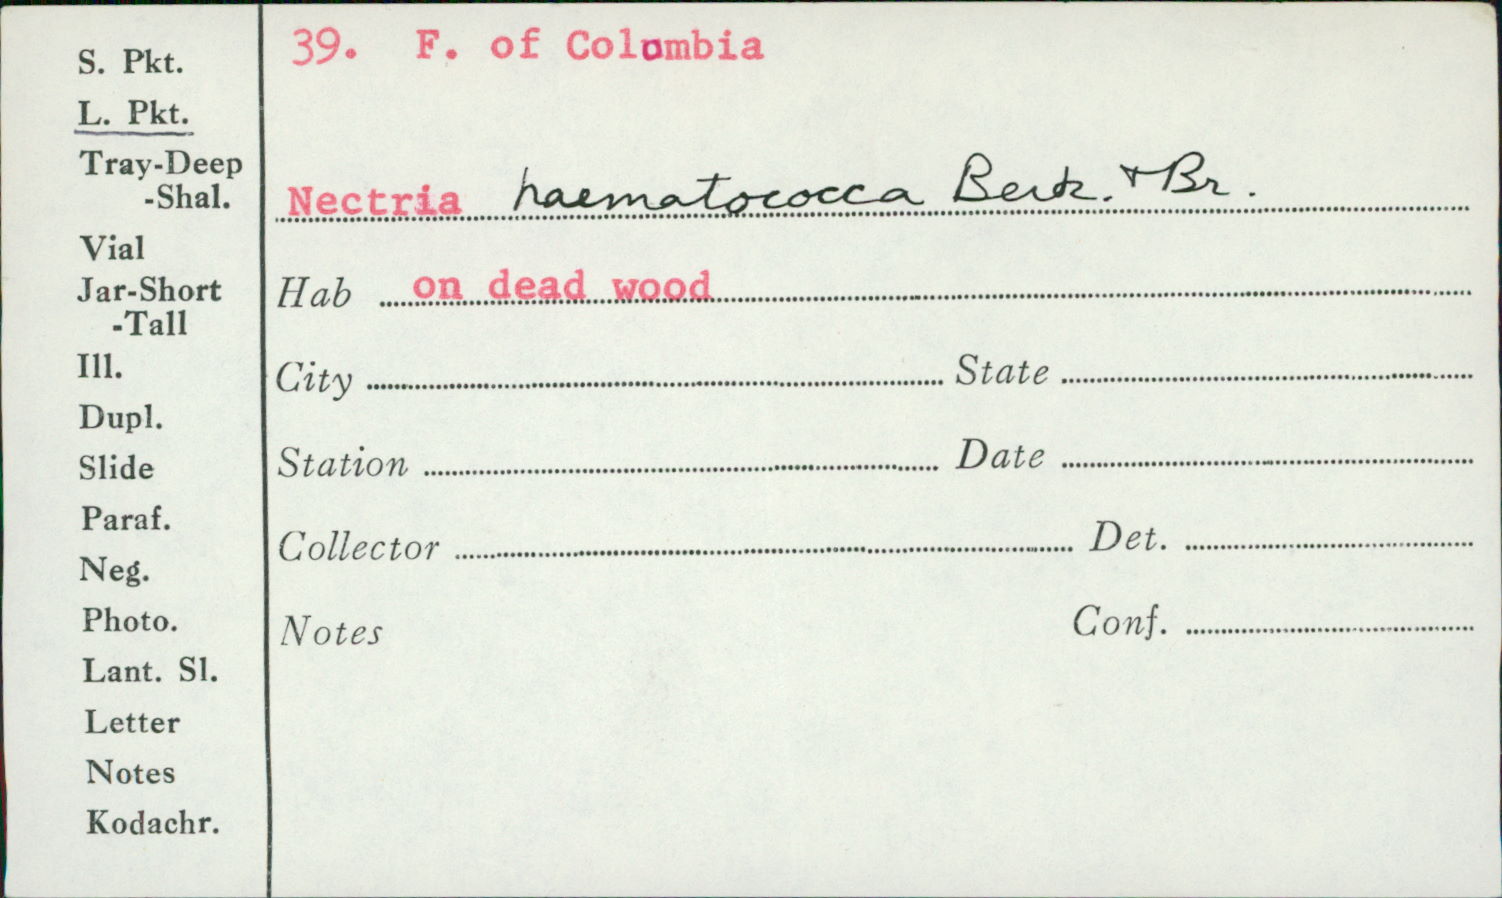 39. F. of Colombia
Nectria haematococca Berk. + Br.
Hab on dead wood
City State
Station Date
Collector Det.
Notes Conf.
S. Pkt.
L. Pkt.
Tray-Deep
-Shal.
Vial
Jar-Short
-Tall
Ill.
Dupl.
Slide
Paraf.
Neg.
Photo.
Lant. Sl.
Letter
Notes
Kodachr.